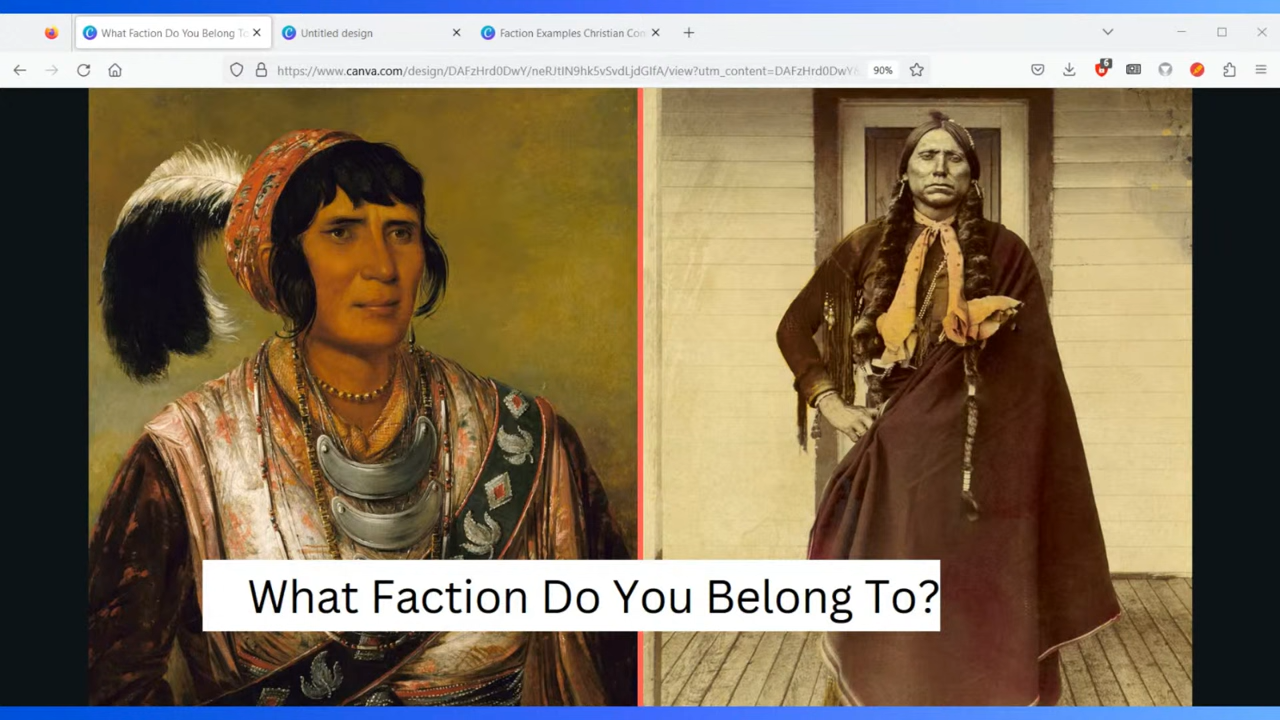 What Faction Do You Belong To
Untitled design
Faction Examples Christian Con
https://www.canva.com/design/DAFzHrd0DwY/neRJtIN9hk5vSvdLjdGIfA/view?utm_content=DAFzHrd0DwY
90%
6
What Faction Do You Belong To?